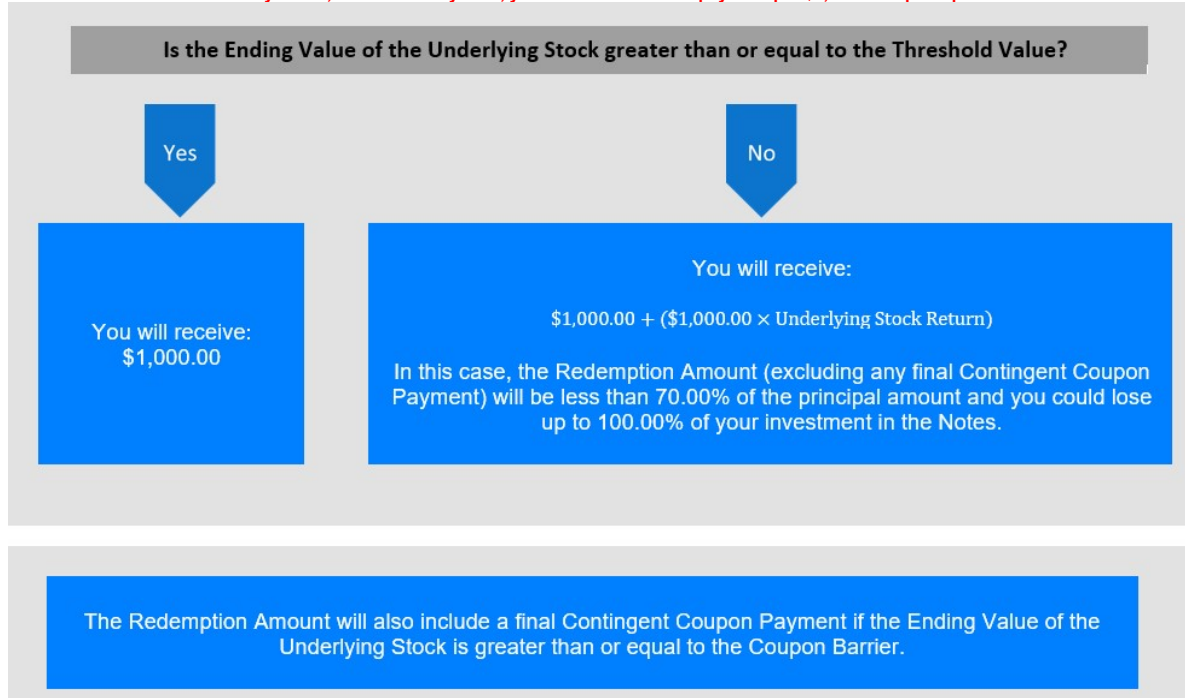 Is the Ending Value of the Underlying Stock greater than or equal to the Threshold Value?
Yes
No
You will receive:
$1,000.00
You will receive:
$1,000.00 + ($1,000.00 × Underlying Stock Return)
In this case, the Redemption Amount (excluding any final Contingent Coupon
Payment) will be less than 70.00% of the principal amount and you could lose
up to 100.00% of your investment in the Notes.
The Redemption Amount will also include a final Contingent Coupon Payment if the Ending Value of the
Underlying Stock is greater than or equal to the Coupon Barrier.